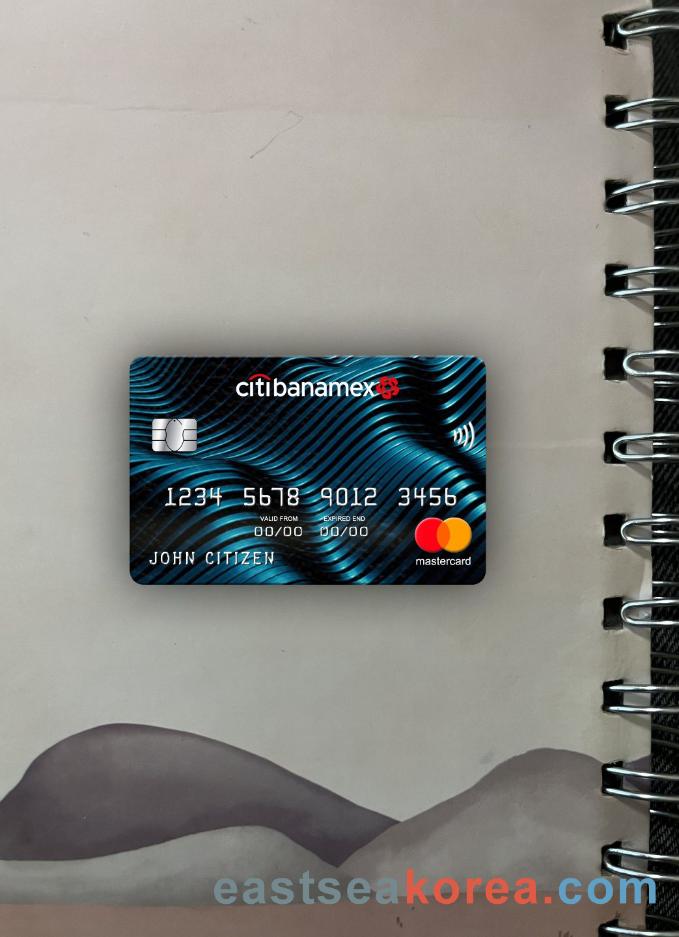 citibanamex
1234 5678 9012 3456
VALID FROM EXPIRED END
00/00 00/00
JOHN CITIZEN
mastercard
eastseakorea.com